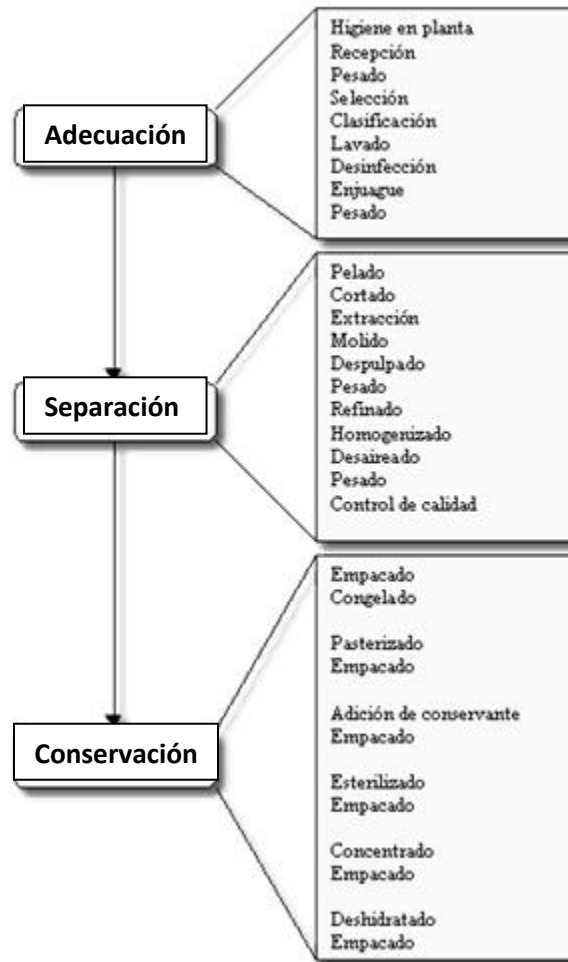 Adecuación
Higiene en planta
Recepción
Pesado
Selección
Clasificación
Lavado
Desinfección
Enjuague
Pesado
Separación
Pelado
Cortado
Extracción
Molido
Despulpado
Pesado
Refinado
Homogenizado
Desaireado
Pesado
Control de calidad
Conservación
Empacado
Congelado
Pasterizado
Empacado
Adición de conservante
Empacado
Esterilizado
Empacado
Concentrado
Empacado
Deshidratado
Empacado